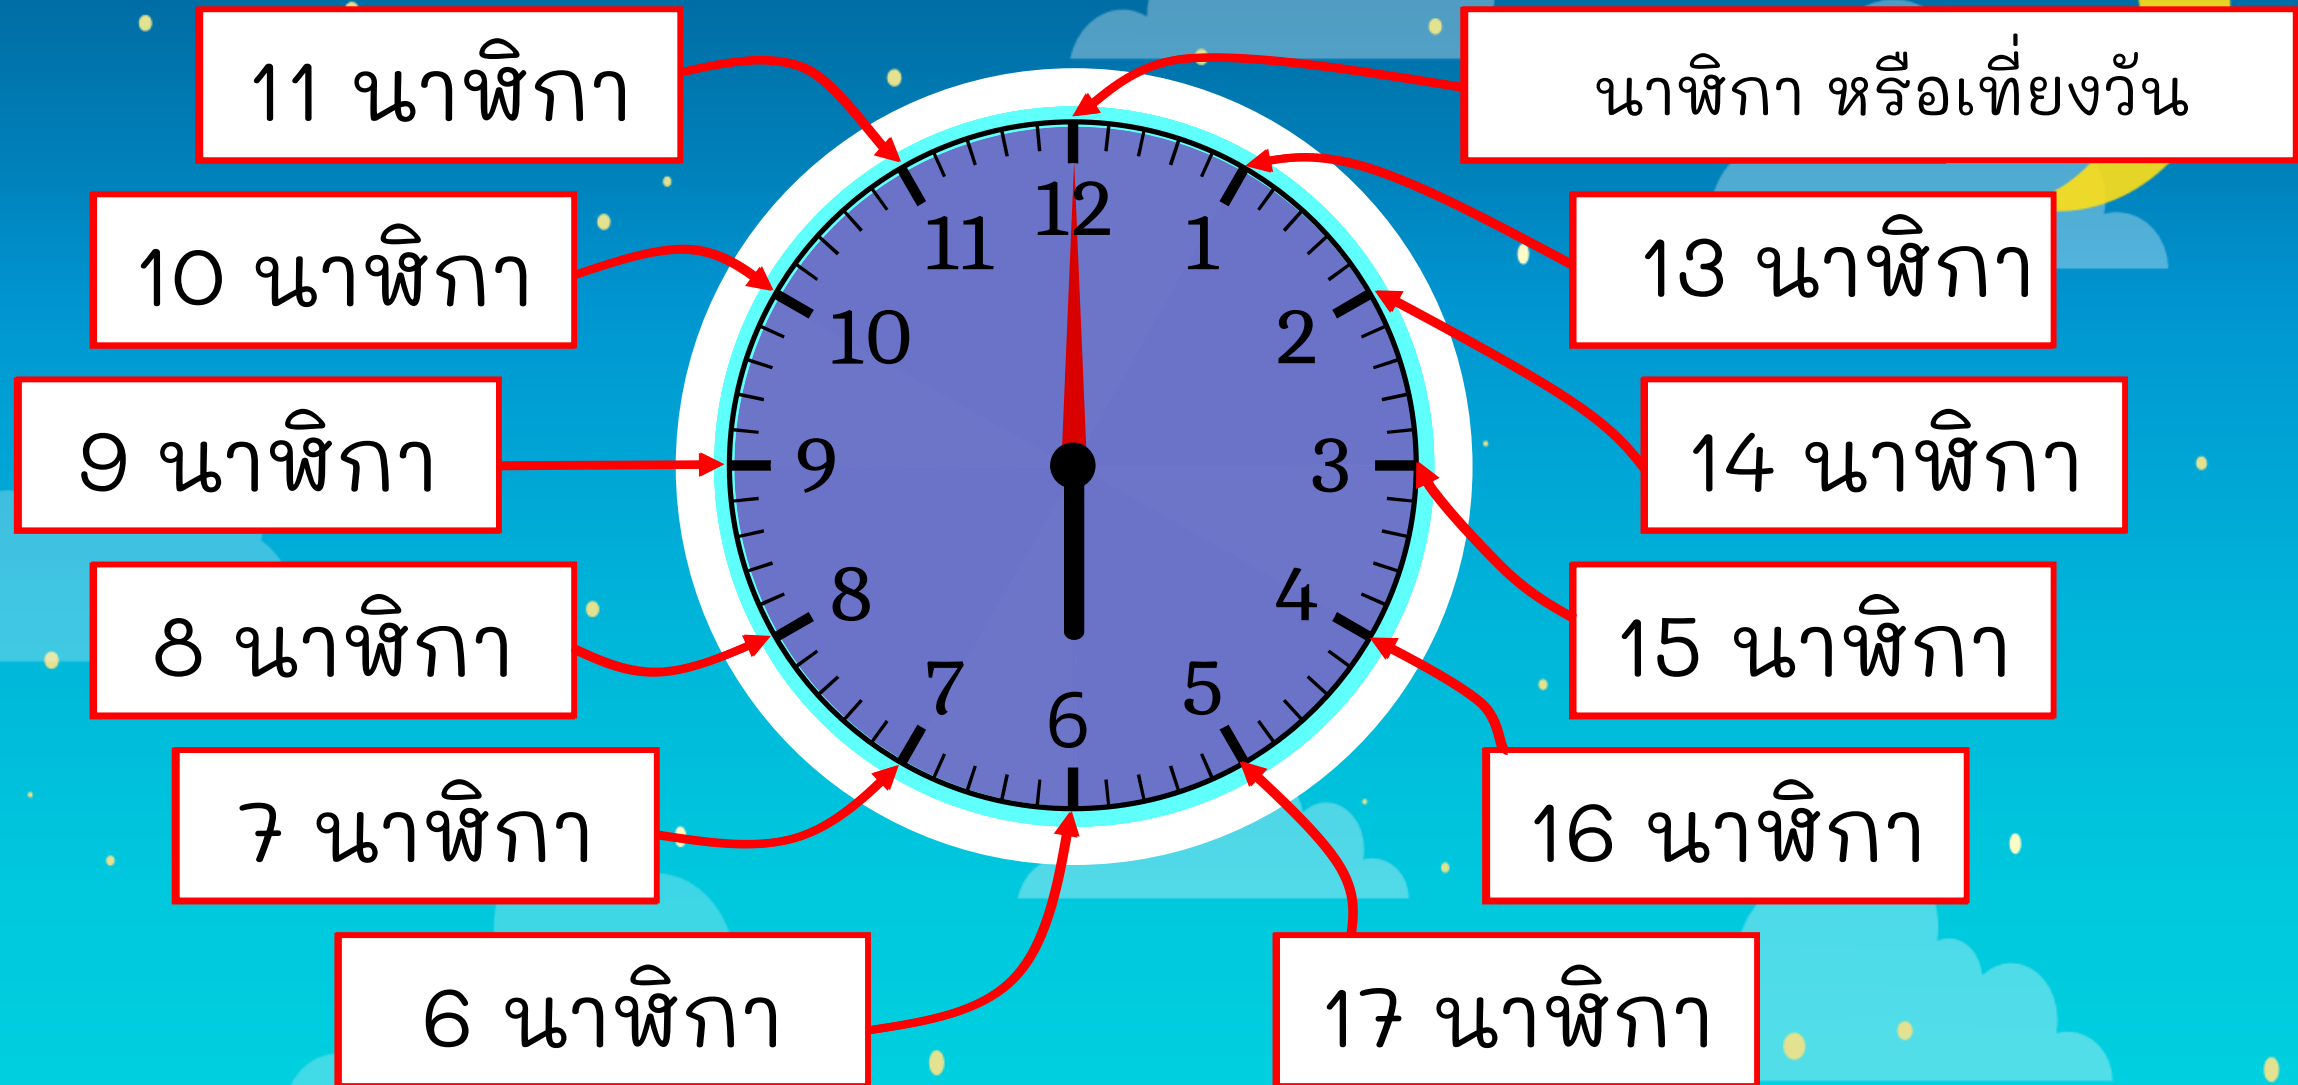 11 นาฬิกา
นาฬิกา หรือเที่ยงวัน
10 นาฬิกา
13 นาฬิกา
9 นาฬิกา
14 นาฬิกา
8 นาฬิกา
15 นาฬิกา
7 นาฬิกา
16 นาฬิกา
6 นาฬิกา
17 นาฬิกา
12
1
2
3
4
5
6
7
8
9
10
11